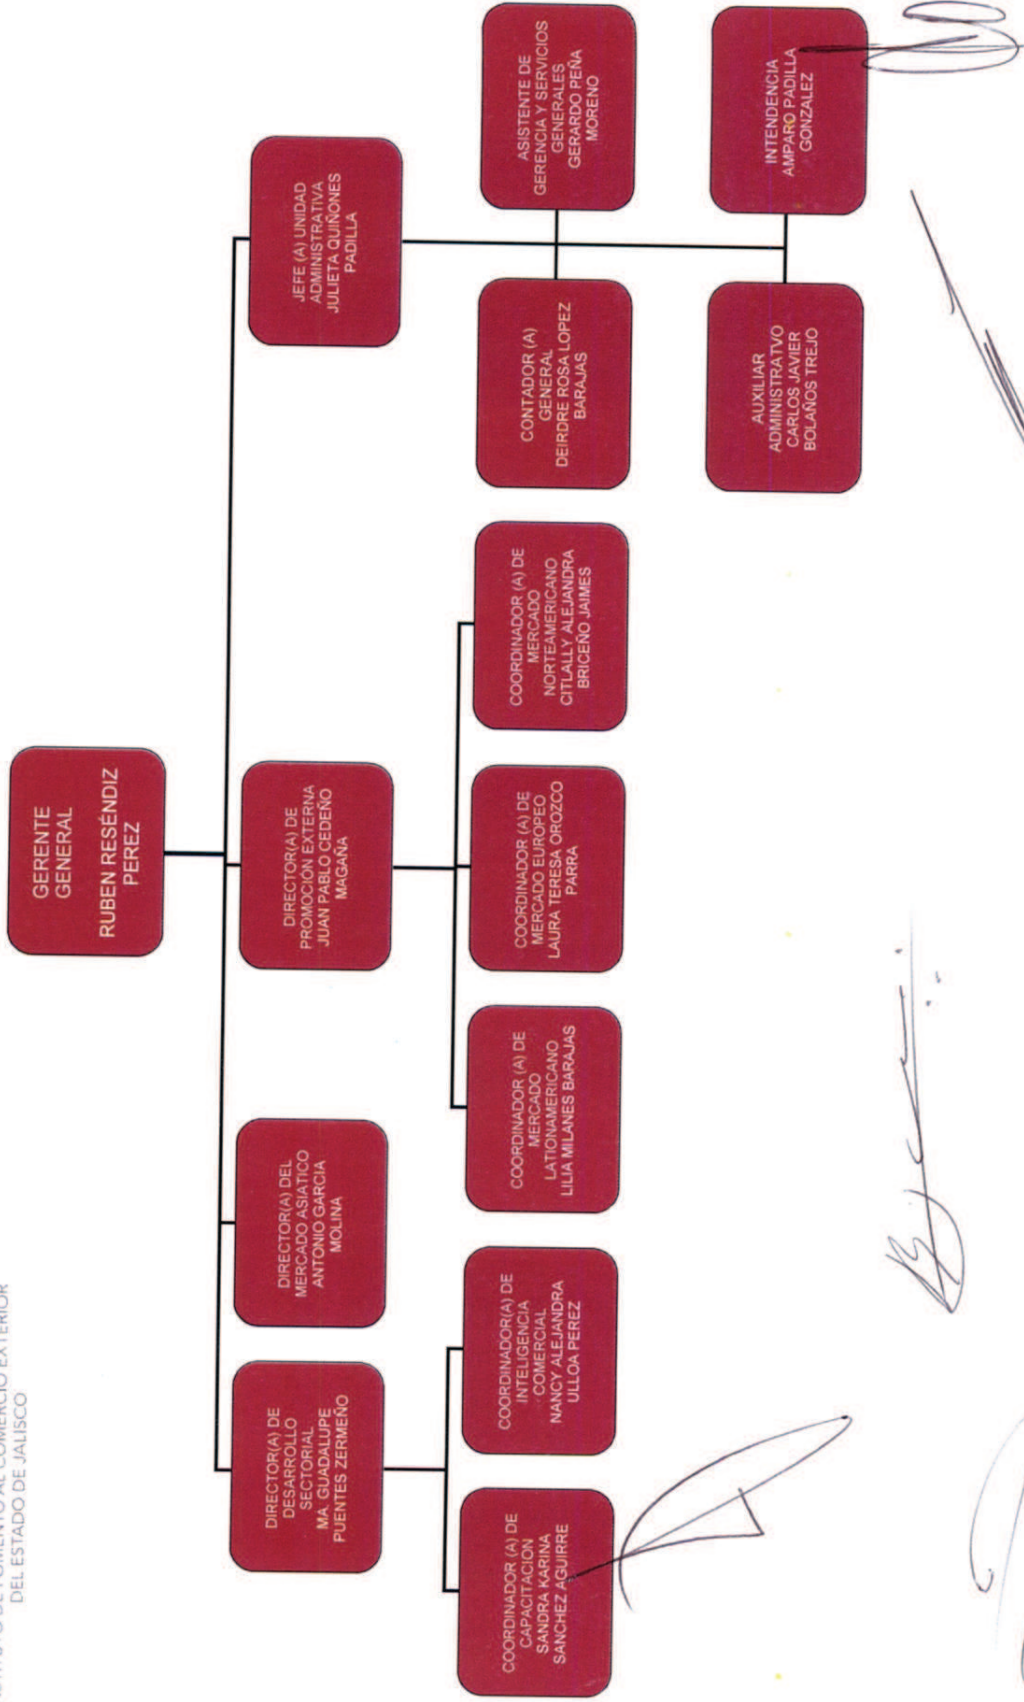 DE FOMENTO AL COMERCIO EXTERIOR
DEL ESTADO DE JALISCO
GERENTE
GENERAL
RUBEN RESÉNDIZ
PEREZ
DIRECTOR(A) DE
DESARROLLO
SECTORIAL
MA. GUADALUPE
PUENTES ZERMEÑO
DIRECTOR(A) DEL
MERCADO ASIATICO
ANTONIO GARCIA
MOLINA
DIRECTOR(A) DE
PROMOCION EXTERNA
JUAN PABLO CEDEÑO
MAGAÑA
JEFE (A) UNIDAD
ADMINISTRATIVA
JULIETA QUIÑONES
PADILLA
COORDINADOR (A) DE
CAPACITACION
SANDRA KARINA
SANCHEZ AGUIRRE
COORDINADOR(A) DE
INTELIGENCIA
COMERCIAL
NANCY ALEJANDRA
ULLOA PEREZ
COORDINADOR (A) DE
MERCADO
LATIONAMERICANO
LILIA MILANES BARAJAS
COORDINADOR (A) DE
MERCADO EUROPEO
LAURA TERESA OROZCO
PARRA
COORDINADOR (A) DE
MERCADO
NORTEAMERICANO
CITLALLY ALEJANDRA
BRICEÑO JAIMES
CONTADOR (A)
GENERAL
DEIRDRE ROSA LOPEZ
BARAJAS
ASISTENTE DE
GERENCIA Y SERVICIOS
GENERALES
GERARDO PEÑA
MORENO
AUXILIAR
ADMINISTRATVO
CARLOS JAVIER
BOLAÑOS TREJO
INTENDENCIA
AMPARO PADILLA
GONZALEZ